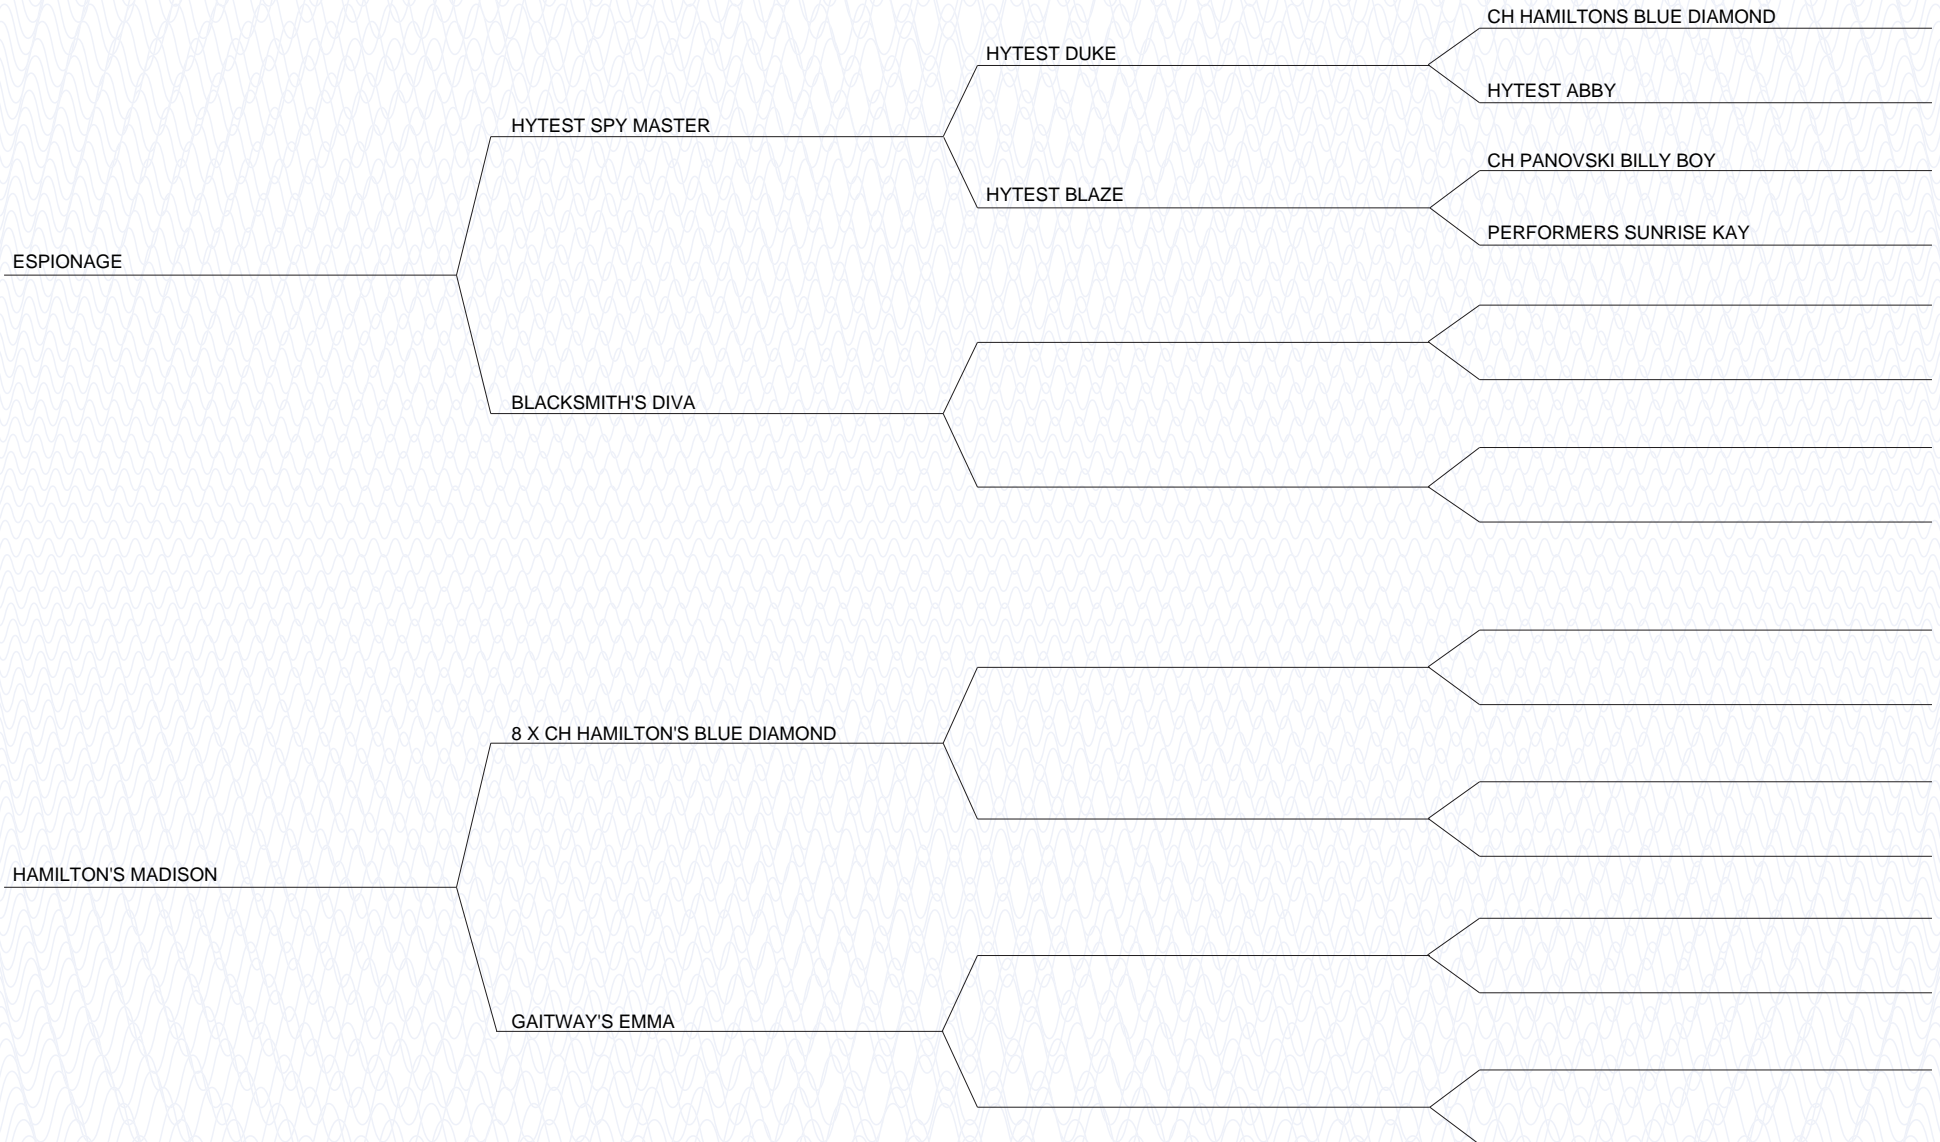 CH HAMILTONS BLUE DIAMOND
HYTEST DUKE
HYTEST ABBY
HYTEST SPY MASTER
CH PANOVSKI BILLY BOY
HYTEST BLAZE
PERFORMERS SUNRISE KAY
ESPIONAGE
BLACKSMITH'S DIVA
8 X CH HAMILTON'S BLUE DIAMOND
HAMILTON'S MADISON
GAITWAY'S EMMA